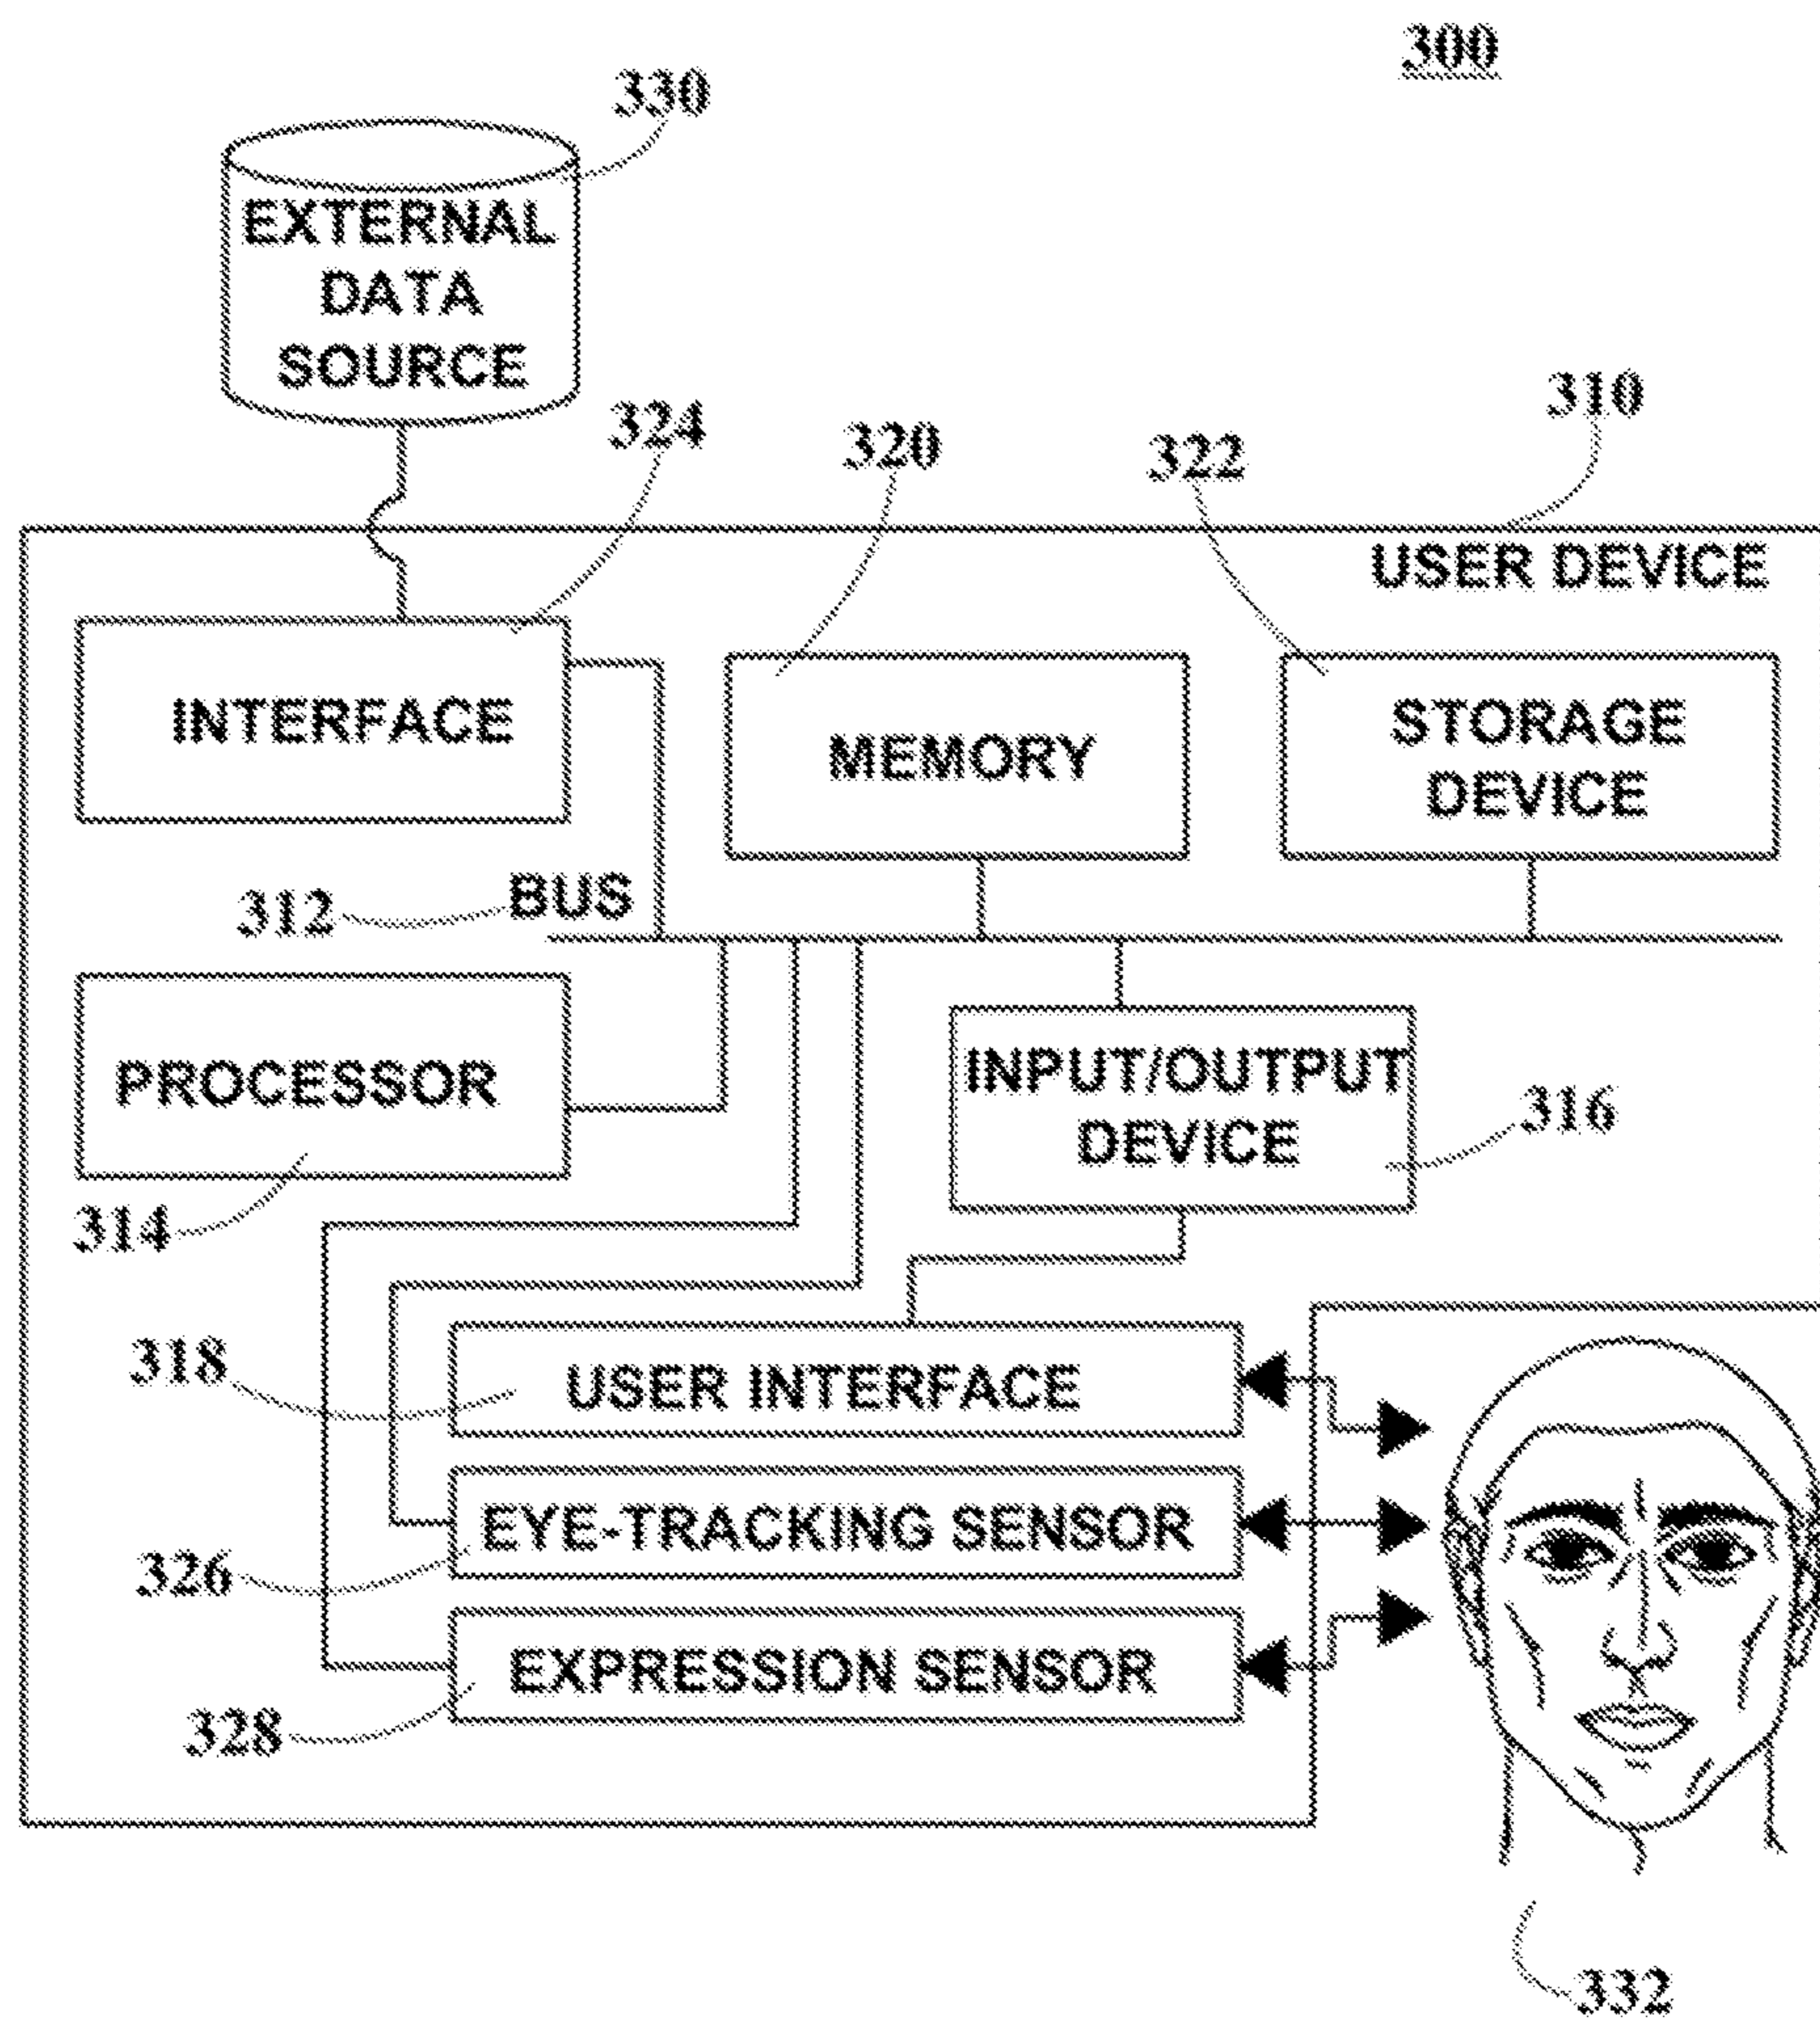 300
330
EXTERNAL
DATA
SOURCE
324
320
322
310
USER DEVICE
INTERFACE
MEMORY
STORAGE
DEVICE
312
BUS
PROCESSOR
INPUT/OUTPUT
DEVICE
316
314
318
USER INTERFACE
EYE-TRACKING SENSOR
326
EXPRESSION SENSOR
328
332